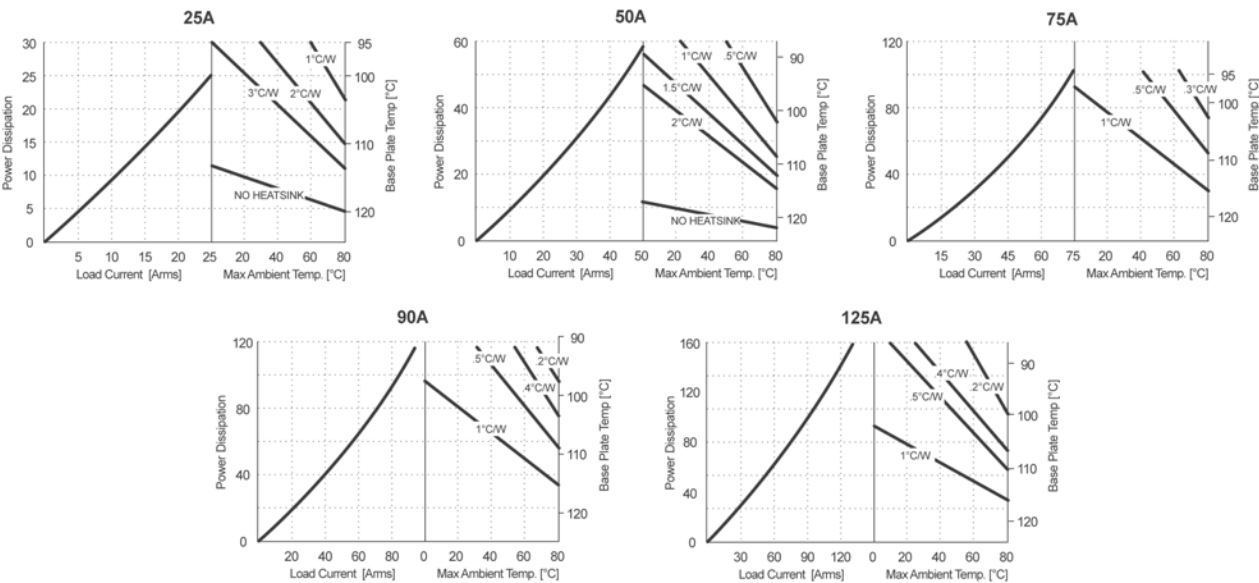 25A
30
25
20
15
10
5
0
Power Dissipation
5 10 15 20 25 20 40 60 80
Load Current [Arms] Max Ambient Temp. [°C]
1°C/W
2°C/W
3°C/W
NO HEATSINK
95
100
110
120
Base Plate Temp [°C]
50A
60
40
20
0
Power Dissipation
10 20 30 40 50 20 40 60 80
Load Current [Arms] Max Ambient Temp. [°C]
.5°C/W
1°C/W
1.5°C/W
2°C/W
NO HEATSINK
90
100
110
120
Base Plate Temp [°C]
75A
120
80
40
0
Power Dissipation
15 30 45 60 75 20 40 60 80
Load Current [Arms] Max Ambient Temp. [°C]
.3°C/W
.5°C/W
1°C/W
95
100
110
120
Base Plate Temp [°C]
90A
120
80
40
0
Power Dissipation
20 40 60 80 0 20 40 60 80
Load Current [Arms] Max Ambient Temp. [°C]
.2°C/W
.4°C/W
.5°C/W
1°C/W
90
100
110
120
Base Plate Temp [°C]
125A
160
120
80
40
0
Power Dissipation
30 60 90 120 0 20 40 60 80
Load Current [Arms] Max Ambient Temp. [°C]
.2°C/W
.4°C/W
.5°C/W
1°C/W
90
100
110
120
Base Plate Temp [°C]